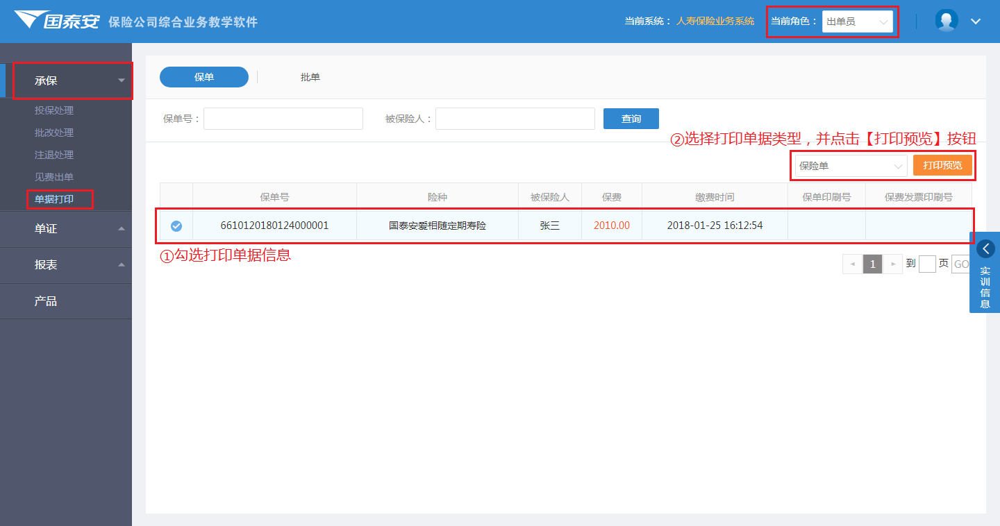 国泰安 保险公司综合业务教学软件
当前系统： 人寿保险业务系统 当前角色： 出单员
承保
投保处理
批改处理
注退处理
见费出单
单据打印
单证
报表
产品
保单 批单
保单号： 被保险人： 查询
②选择打印单据类型，并点击【打印预览】按钮
保险单 打印预览
保单号 险种 被保险人 保费 缴费时间 保单印刷号 保费发票印刷号
6610120180124000001 国泰安爱相随定期寿险 张三 2010.00 2018-01-25 16:12:54
①勾选打印单据信息
1 到 页 GO
实训信息